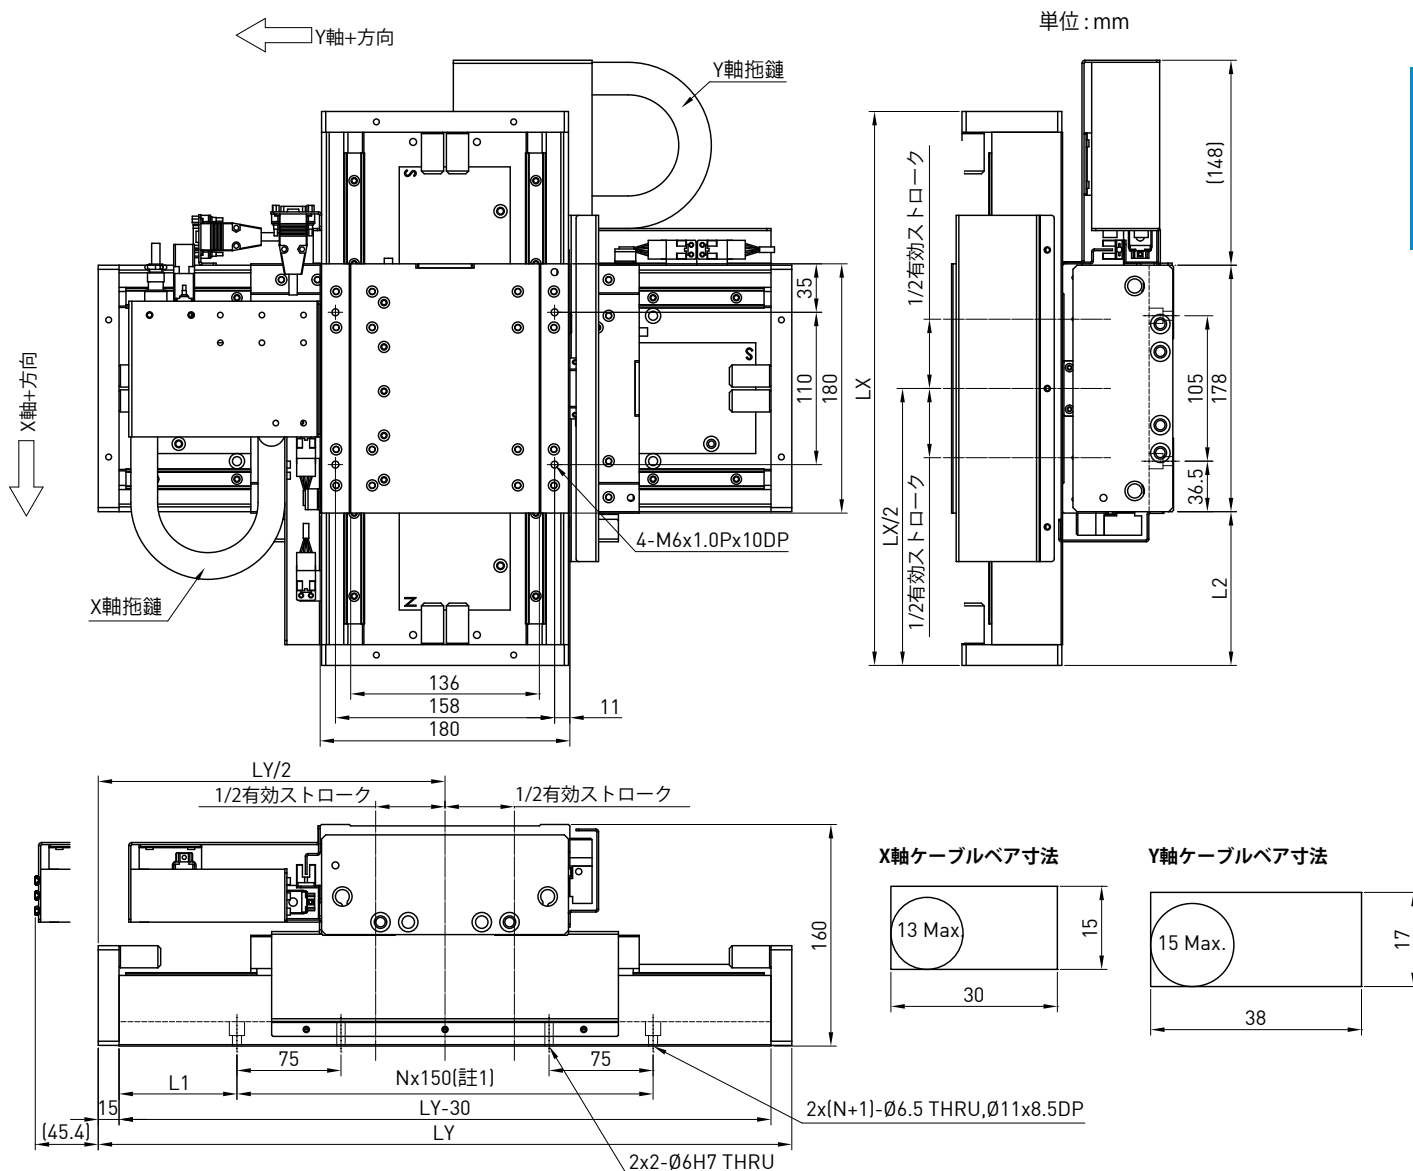 単位 : mm
Y軸+方向
Y軸拖鏈
X軸+方向
S
S
N
35
110
180
4-M6x1.0Px10DP
X軸拖鏈
136
158
11
180
1/2有効ストローク
LX
LX/2
1/2有効ストローク
(148)
105
178
36.5
L2
LY/2
1/2有効ストローク
1/2有効ストローク
160
75
75
L1
Nx150(註1)
15
LY-30
(45.4)
LY
2x(N+1)-Ø6.5 THRU,Ø11x8.5DP
2x2-Ø6H7 THRU
X軸ケーブルベア寸法
13 Max.
15
30
Y軸ケーブルベア寸法
15 Max.
17
38